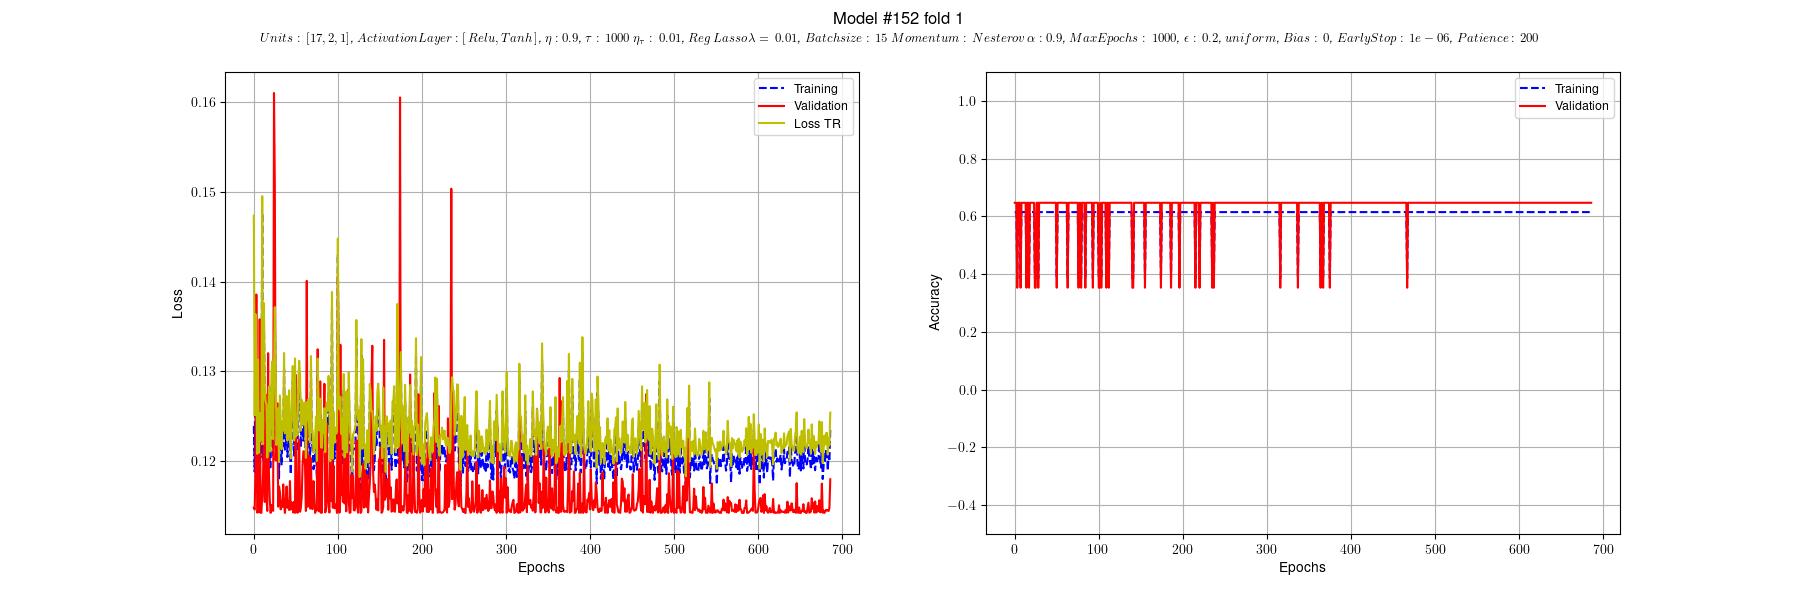 Model #152 fold 1
Units : [17, 2, 1], ActivationLayer : [ Relu, Tanh ], η : 0.9, τ : 1000 ητ : 0.01, Reg Lassoλ = 0.01, Batchsize : 15 Momentum : Nesterov α : 0.9, MaxEpochs : 1000, ϵ : 0.2, uniform, Bias : 0, EarlyStop : 1e − 06, Patience : 200
Training
Validation
Loss TR
0.16
0.15
0.14
0.13
0.12
Loss
0 100 200 300 400 500 600 700
Epochs
Training
Validation
1.0
0.8
0.6
0.4
0.2
0.0
−0.2
−0.4
Accuracy
0 100 200 300 400 500 600 700
Epochs